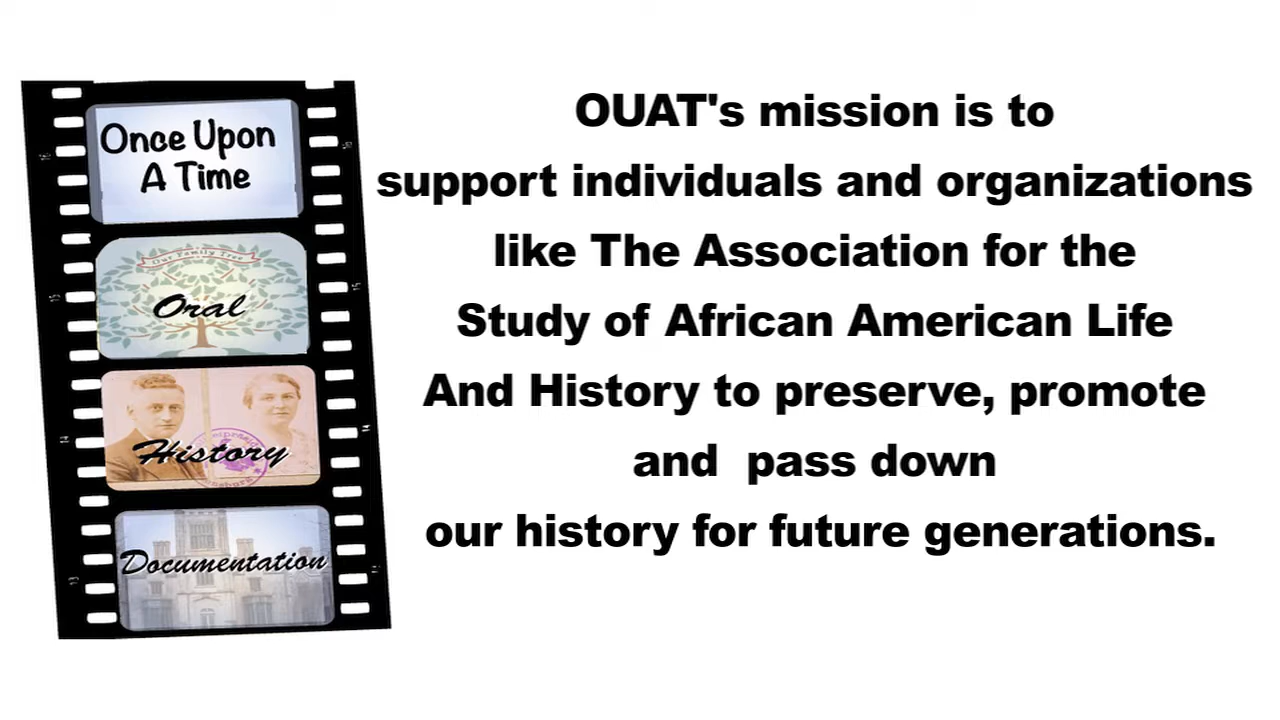 Once Upon
A Time
Our Family Tree
Oral
History
Documentation
OUAT's mission is to
support individuals and organizations
like The Association for the
Study of African American Life
And History to preserve, promote
and  pass down
our history for future generations.